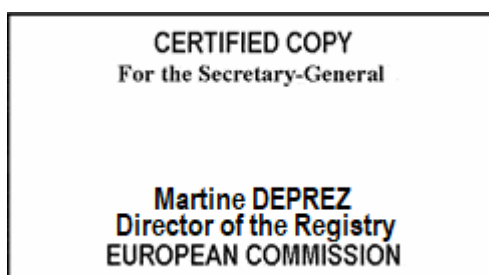 CERTIFIED COPY
For the Secretary-General
Martine DEPREZ
Director of the Registry
EUROPEAN COMMISSION